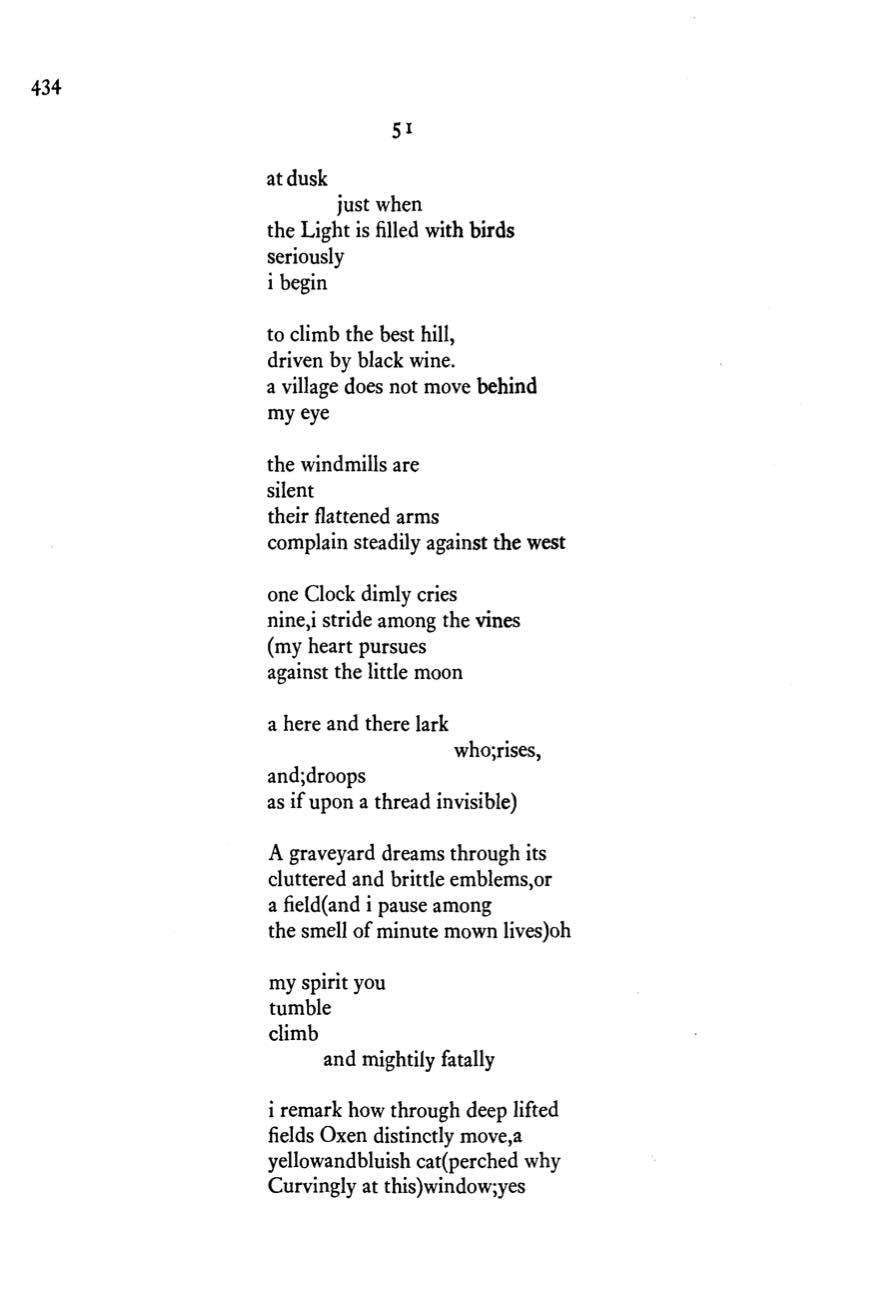 434
51
at dusk
just when
the Light is filled with birds
seriously
i begin
to climb the best hill,
driven by black wine.
a village does not move behind
my eye
the windmills are
silent
their flattened arms
complain steadily against the west
one Clock dimly cries
nine,i stride among the vines
(my heart pursues
against the little moon
a here and there lark
who;rises,
and;droops
as if upon a thread invisible)
A graveyard dreams through its
cluttered and brittle emblems,or
a field(and i pause among
the smell of minute mown lives)oh
my spirit you
tumble
climb
and mightily fatally
i remark how through deep lifted
fields Oxen distinctly move,a
yellowandbluish cat(perched why
Curvingly at this)window;yes